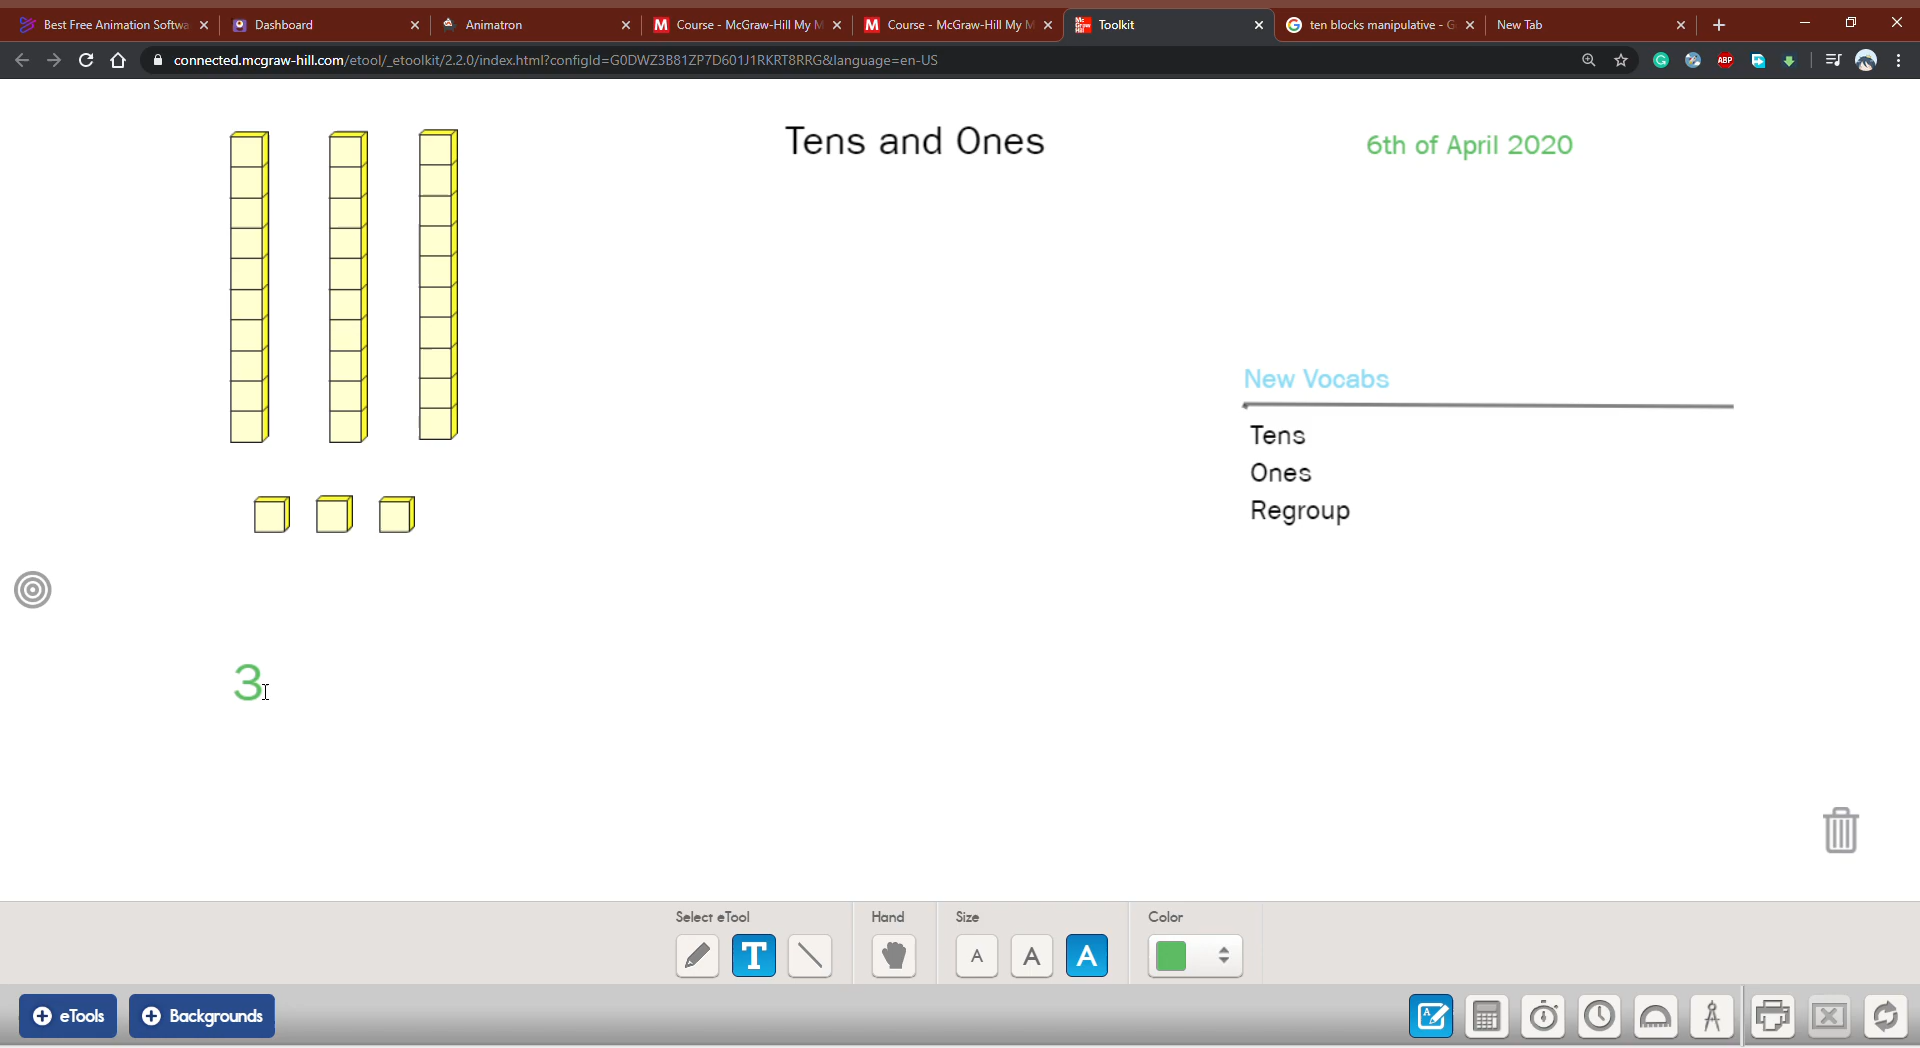 Best Free Animation Softwa
Dashboard
Animatron
Course - McGraw-Hill My M
Course - McGraw-Hill My M
Toolkit
ten blocks manipulative - G
New Tab
connected.mcgraw-hill.com/etool/_etoolkit/2.2.0/index.html?configId=G0DWZ3B81ZP7D601J1RKRT8RRG&language=en-US
ABP
Tens and Ones
6th of April 2020
New Vocabs
Tens
Ones
Regroup
3
Select eTool
Hand
Size
Color
T
A
A
A
eTools
Backgrounds